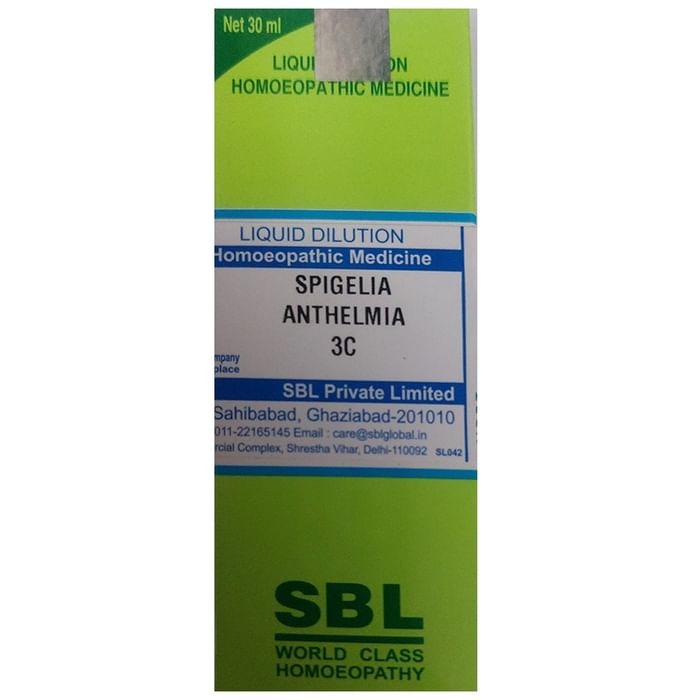 Net 30 ml
LIQUI ON
HOMOEOPATHIC MEDICINE
LIQUID DILUTION
Homoeopathic Medicine
SPIGELIA
ANTHELMIA
3C
mpany
place
SBL Private Limited
Sahibabad, Ghaziabad-201010
011-22165145 Email : care@sblglobal.in
rcial Complex, Shrestha Vihar, Delhi-110092 SL042
SBL
WORLD CLASS
HOMOEOPATHY